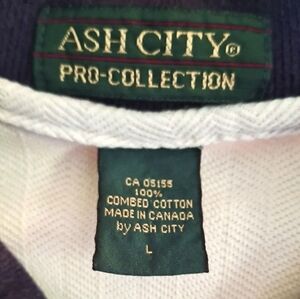 ASH CITY®
PRO-COLLECTION
CA 05155
100%
COMBED COTTON
MADE IN CANADA
by ASH CITY
L